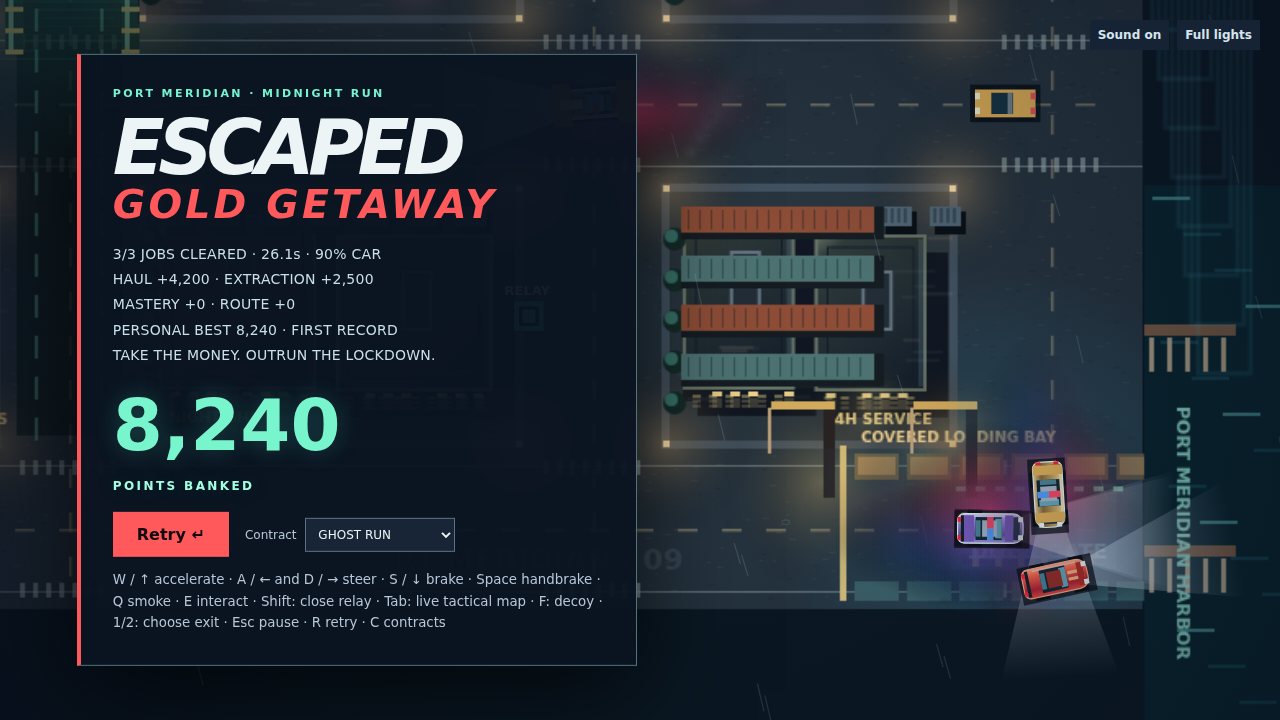 Sound on
Full lights
PORT MERIDIAN · MIDNIGHT RUN
ESCAPED
GOLD GETAWAY
3/3 JOBS CLEARED · 26.1s · 90% CAR
HAUL +4,200 · EXTRACTION +2,500
MASTERY +0 · ROUTE +0
PERSONAL BEST 8,240 · FIRST RECORD
TAKE THE MONEY. OUTRUN THE LOCKDOWN.
8,240
POINTS BANKED
Retry ↵
Contract
GHOST RUN
W / ↑ accelerate · A / ← and D / → steer · S / ↓ brake · Space handbrake ·
Q smoke · E interact · Shift: close relay · Tab: live tactical map · F: decoy ·
1/2: choose exit · Esc pause · R retry · C contracts
RELAY
4H SERVICE
COVERED LO DING BAY
09
PORT MERIDIAN HARBOR